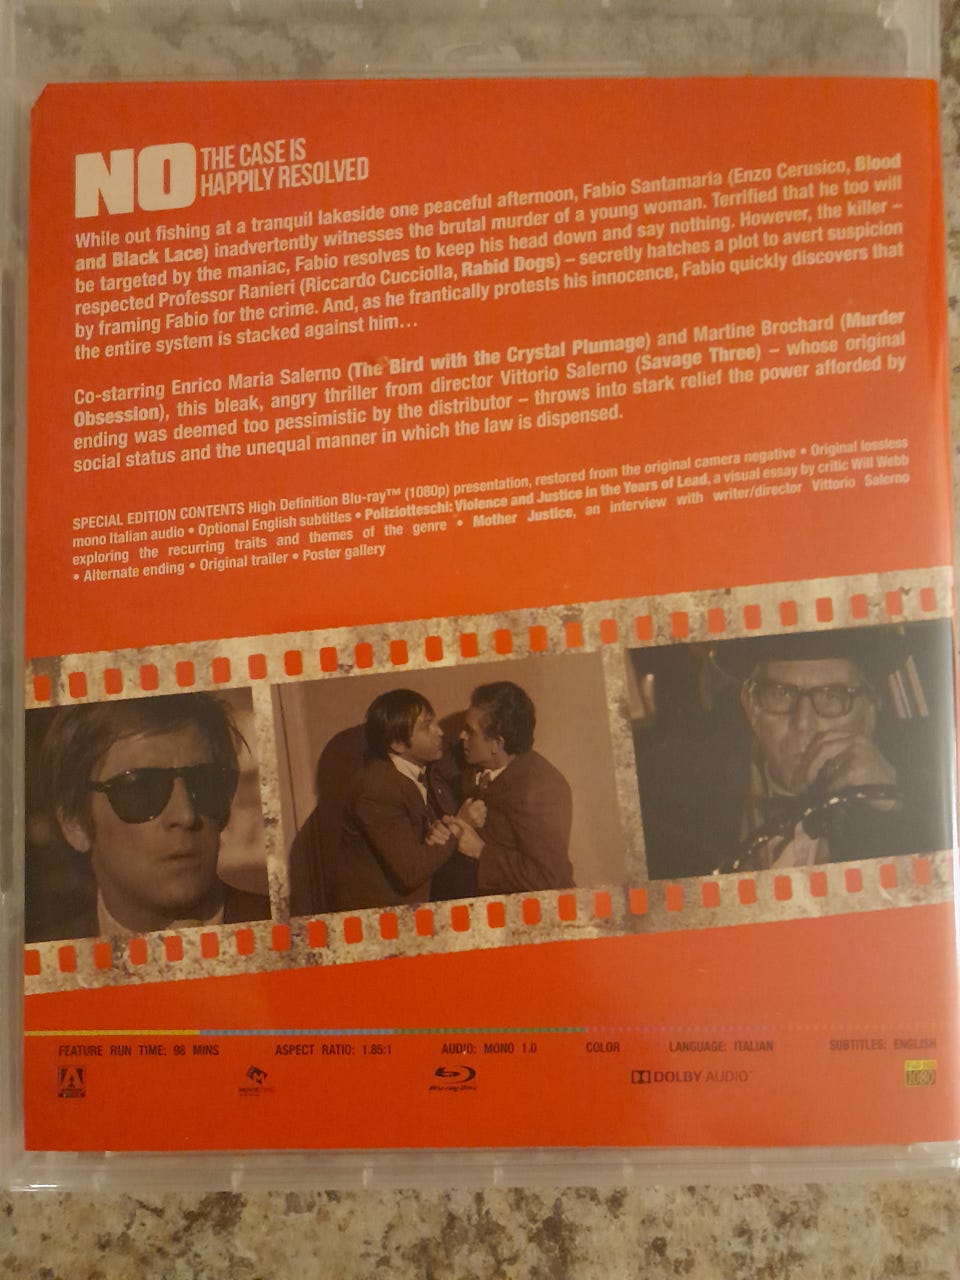 NO THE CASE IS
HAPPILY RESOLVED
While out fishing at a tranquil lakeside one peaceful afternoon, Fabio Santamaria (Enzo Cerusico, Blood
and Black Lace) inadvertently witnesses the brutal murder of a young woman. Terrified that he too will
be targeted by the maniac, Fabio resolves to keep his head down and say nothing. However, the killer –
respected Professor Ranieri (Riccardo Cucciolla, Rabid Dogs) – secretly hatches a plot to avert suspicion
by framing Fabio for the crime. And, as he frantically protests his innocence, Fabio quickly discovers that
the entire system is stacked against him...
Co-starring Enrico Maria Salerno (The Bird with the Crystal Plumage) and Martine Brochard (Murder
Obsession), this bleak, angry thriller from director Vittorio Salerno (Savage Three) – whose original
ending was deemed too pessimistic by the distributor – throws into stark relief the power afforded by
social status and the unequal manner in which the law is dispensed.
SPECIAL EDITION CONTENTS High Definition Blu-ray™ (1080p) presentation, restored from the original camera negative • Original lossless
mono Italian audio • Optional English subtitles • Poliziotteschi: Violence and Justice in the Years of Lead, a visual essay by critic Will Webb
exploring the recurring traits and themes of the genre • Mother Justice, an interview with writer/director Vittorio Salerno
• Alternate ending • Original trailer • Poster gallery
FEATURE RUN TIME: 98 MINS ASPECT RATIO: 1.85:1 AUDIO: MONO 1.0 COLOR LANGUAGE: ITALIAN SUBTITLES: ENGLISH
Blu-ray Disc DOLBY AUDIO™ Full HD
1080